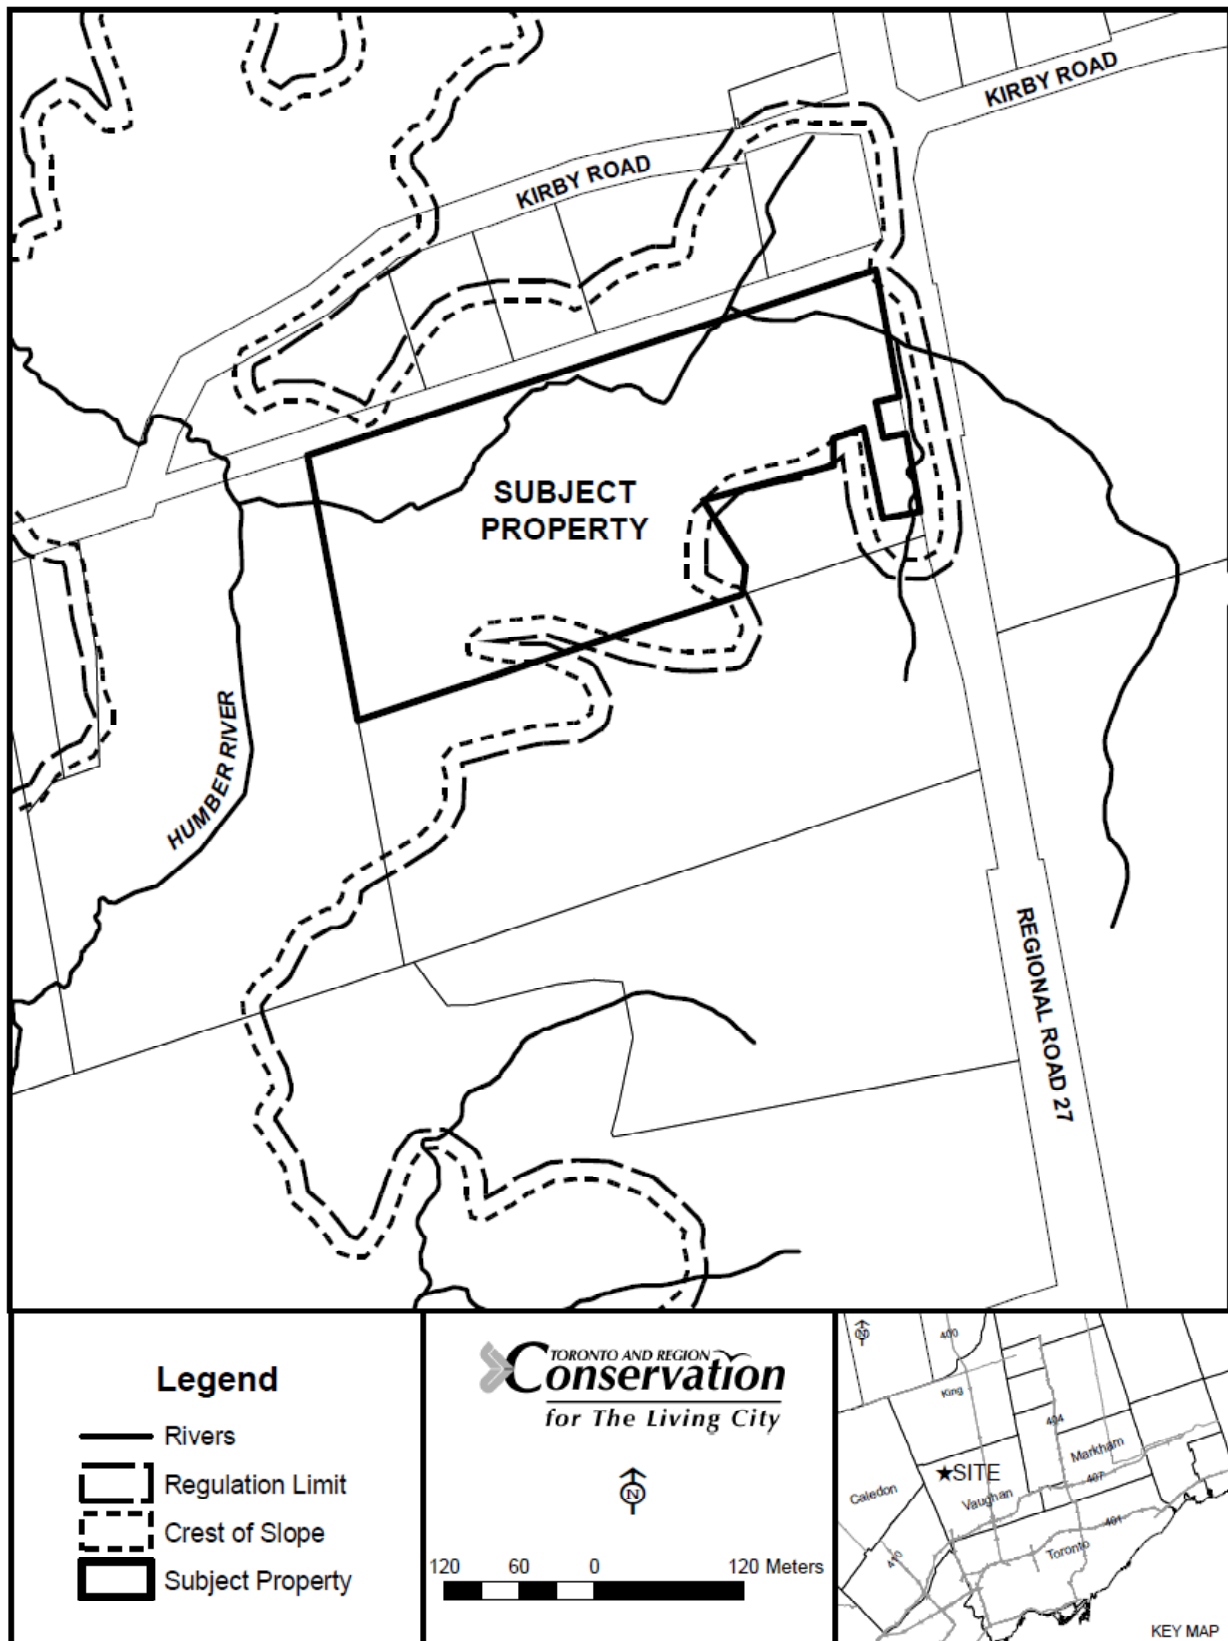 KIRBY ROAD
KIRBY ROAD
SUBJECT
PROPERTY
HUMBER RIVER
REGIONAL ROAD 27
Legend
Rivers
Regulation Limit
Crest of Slope
Subject Property
TORONTO AND REGION
Conservation
for The Living City
N
120 60 0 120 Meters
N
400
King
404
Markham
SITE
407
Caledon
Vaughan
401
410
Toronto
KEY MAP